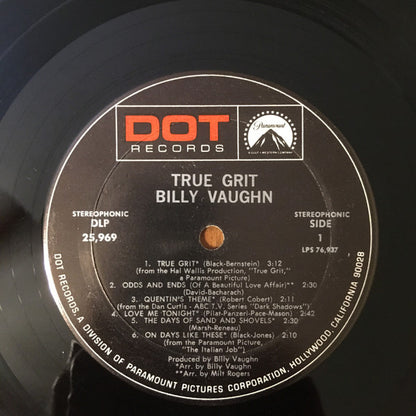 DOT
RECORDS
Paramount
A GULF + WESTERN COMPANY
TRUE GRIT
BILLY VAUGHN
STEREOPHONIC
DLP
25,969
STEREOPHONIC
SIDE
1
LPS 76,937
1. TRUE GRIT* (Black-Bernstein) 3:12
(from the Hal Wallis Production, "True Grit,"
a Paramount Picture)
2. ODDS AND ENDS (Of A Beautiful Love Affair)** 2:30
(David-Bacharach)
3. QUENTIN'S THEME* (Robert Cobert) 2:11
(from the Dan Curtis - ABC T.V. Series "Dark Shadows")
4. LOVE ME TONIGHT* (Pilat-Panzeri-Pace-Mason) 2:42
5. THE DAYS OF SAND AND SHOVELS* 2:30
(Marsh-Reneau)
6. ON DAYS LIKE THESE* (Black-Jones) 2:10
(from the Paramount Picture,
"The Italian Job")
Produced by Billy Vaughn
*Arr. by Billy Vaughn
**Arr. by Milt Rogers
DOT RECORDS, A DIVISION OF PARAMOUNT PICTURES CORPORATION, HOLLYWOOD, CALIFORNIA 90028